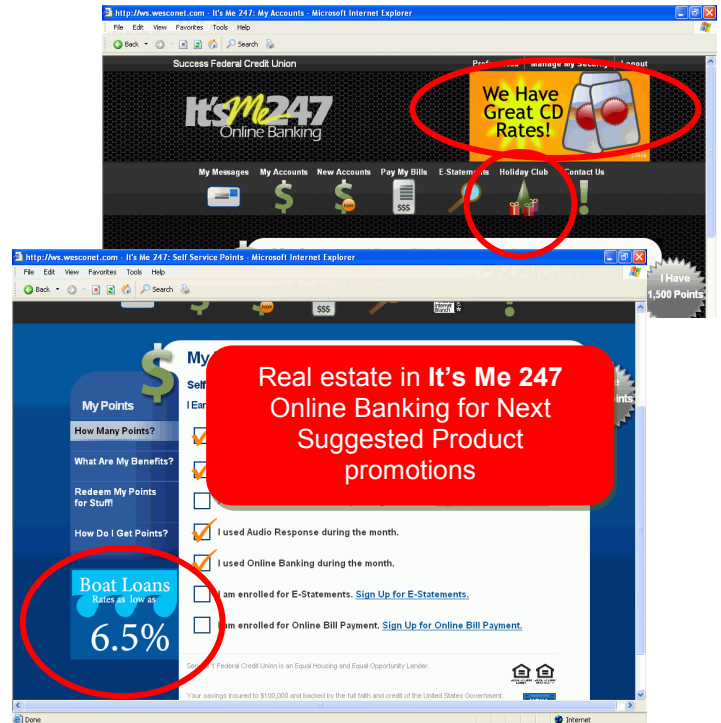 http://ws.wesconet.com - It's Me 247: My Accounts - Microsoft Internet Explorer
File Edit View Favorites Tools Help
Back Search
Success Federal Credit Union
Preferences Manage My Security Logout
It's Me 247
Online Banking
We Have
Great CD
Rates!
My Messages My Accounts New Accounts Pay My Bills E-Statements Holiday Club Contact Us
$$$
I Have
1,500 Points
http://ws.wesconet.com - It's Me 247: Self Service Points - Microsoft Internet Explorer
File Edit View Favorites Tools Help
Back Search
$$$
Internet
Branch
My
Self
I Ear
Real estate in It's Me 247
Online Banking for Next
Suggested Product
promotions
My Points
How Many Points?
What Are My Benefits?
Redeem My Points
for Stuff!
How Do I Get Points?
I used Audio Response during the month.
I used Online Banking during the month.
I am enrolled for E-Statements. Sign Up for E-Statements.
I am enrolled for Online Bill Payment. Sign Up for Online Bill Payment.
Boat Loans
Rates as low as
6.5%
Federal Credit Union is an Equal Housing and Equal Opportunity Lender.
Your savings insured to $100,000 and backed by the full faith and credit of the United States Government.
Done
Internet